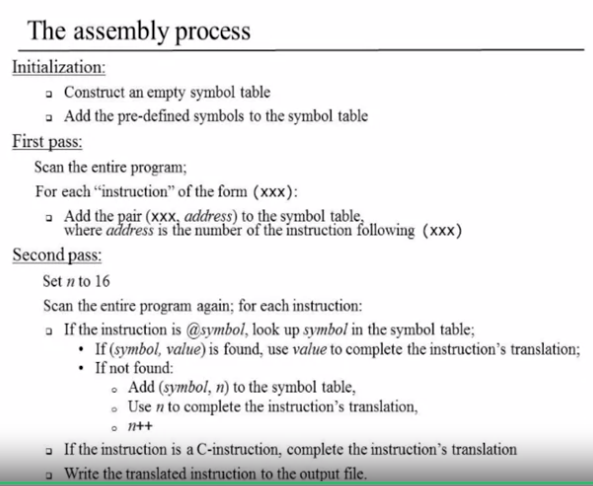 The assembly process
Initialization:
Construct an empty symbol table
Add the pre-defined symbols to the symbol table
First pass:
Scan the entire program;
For each “instruction” of the form (xxx):
Add the pair (xxx, address) to the symbol table,
where address is the number of the instruction following (xxx)
Second pass:
Set n to 16
Scan the entire program again; for each instruction:
If the instruction is @symbol, look up symbol in the symbol table;
• If (symbol, value) is found, use value to complete the instruction’s translation;
• If not found:
Add (symbol, n) to the symbol table,
Use n to complete the instruction’s translation,
n++
If the instruction is a C-instruction, complete the instruction’s translation
Write the translated instruction to the output file.